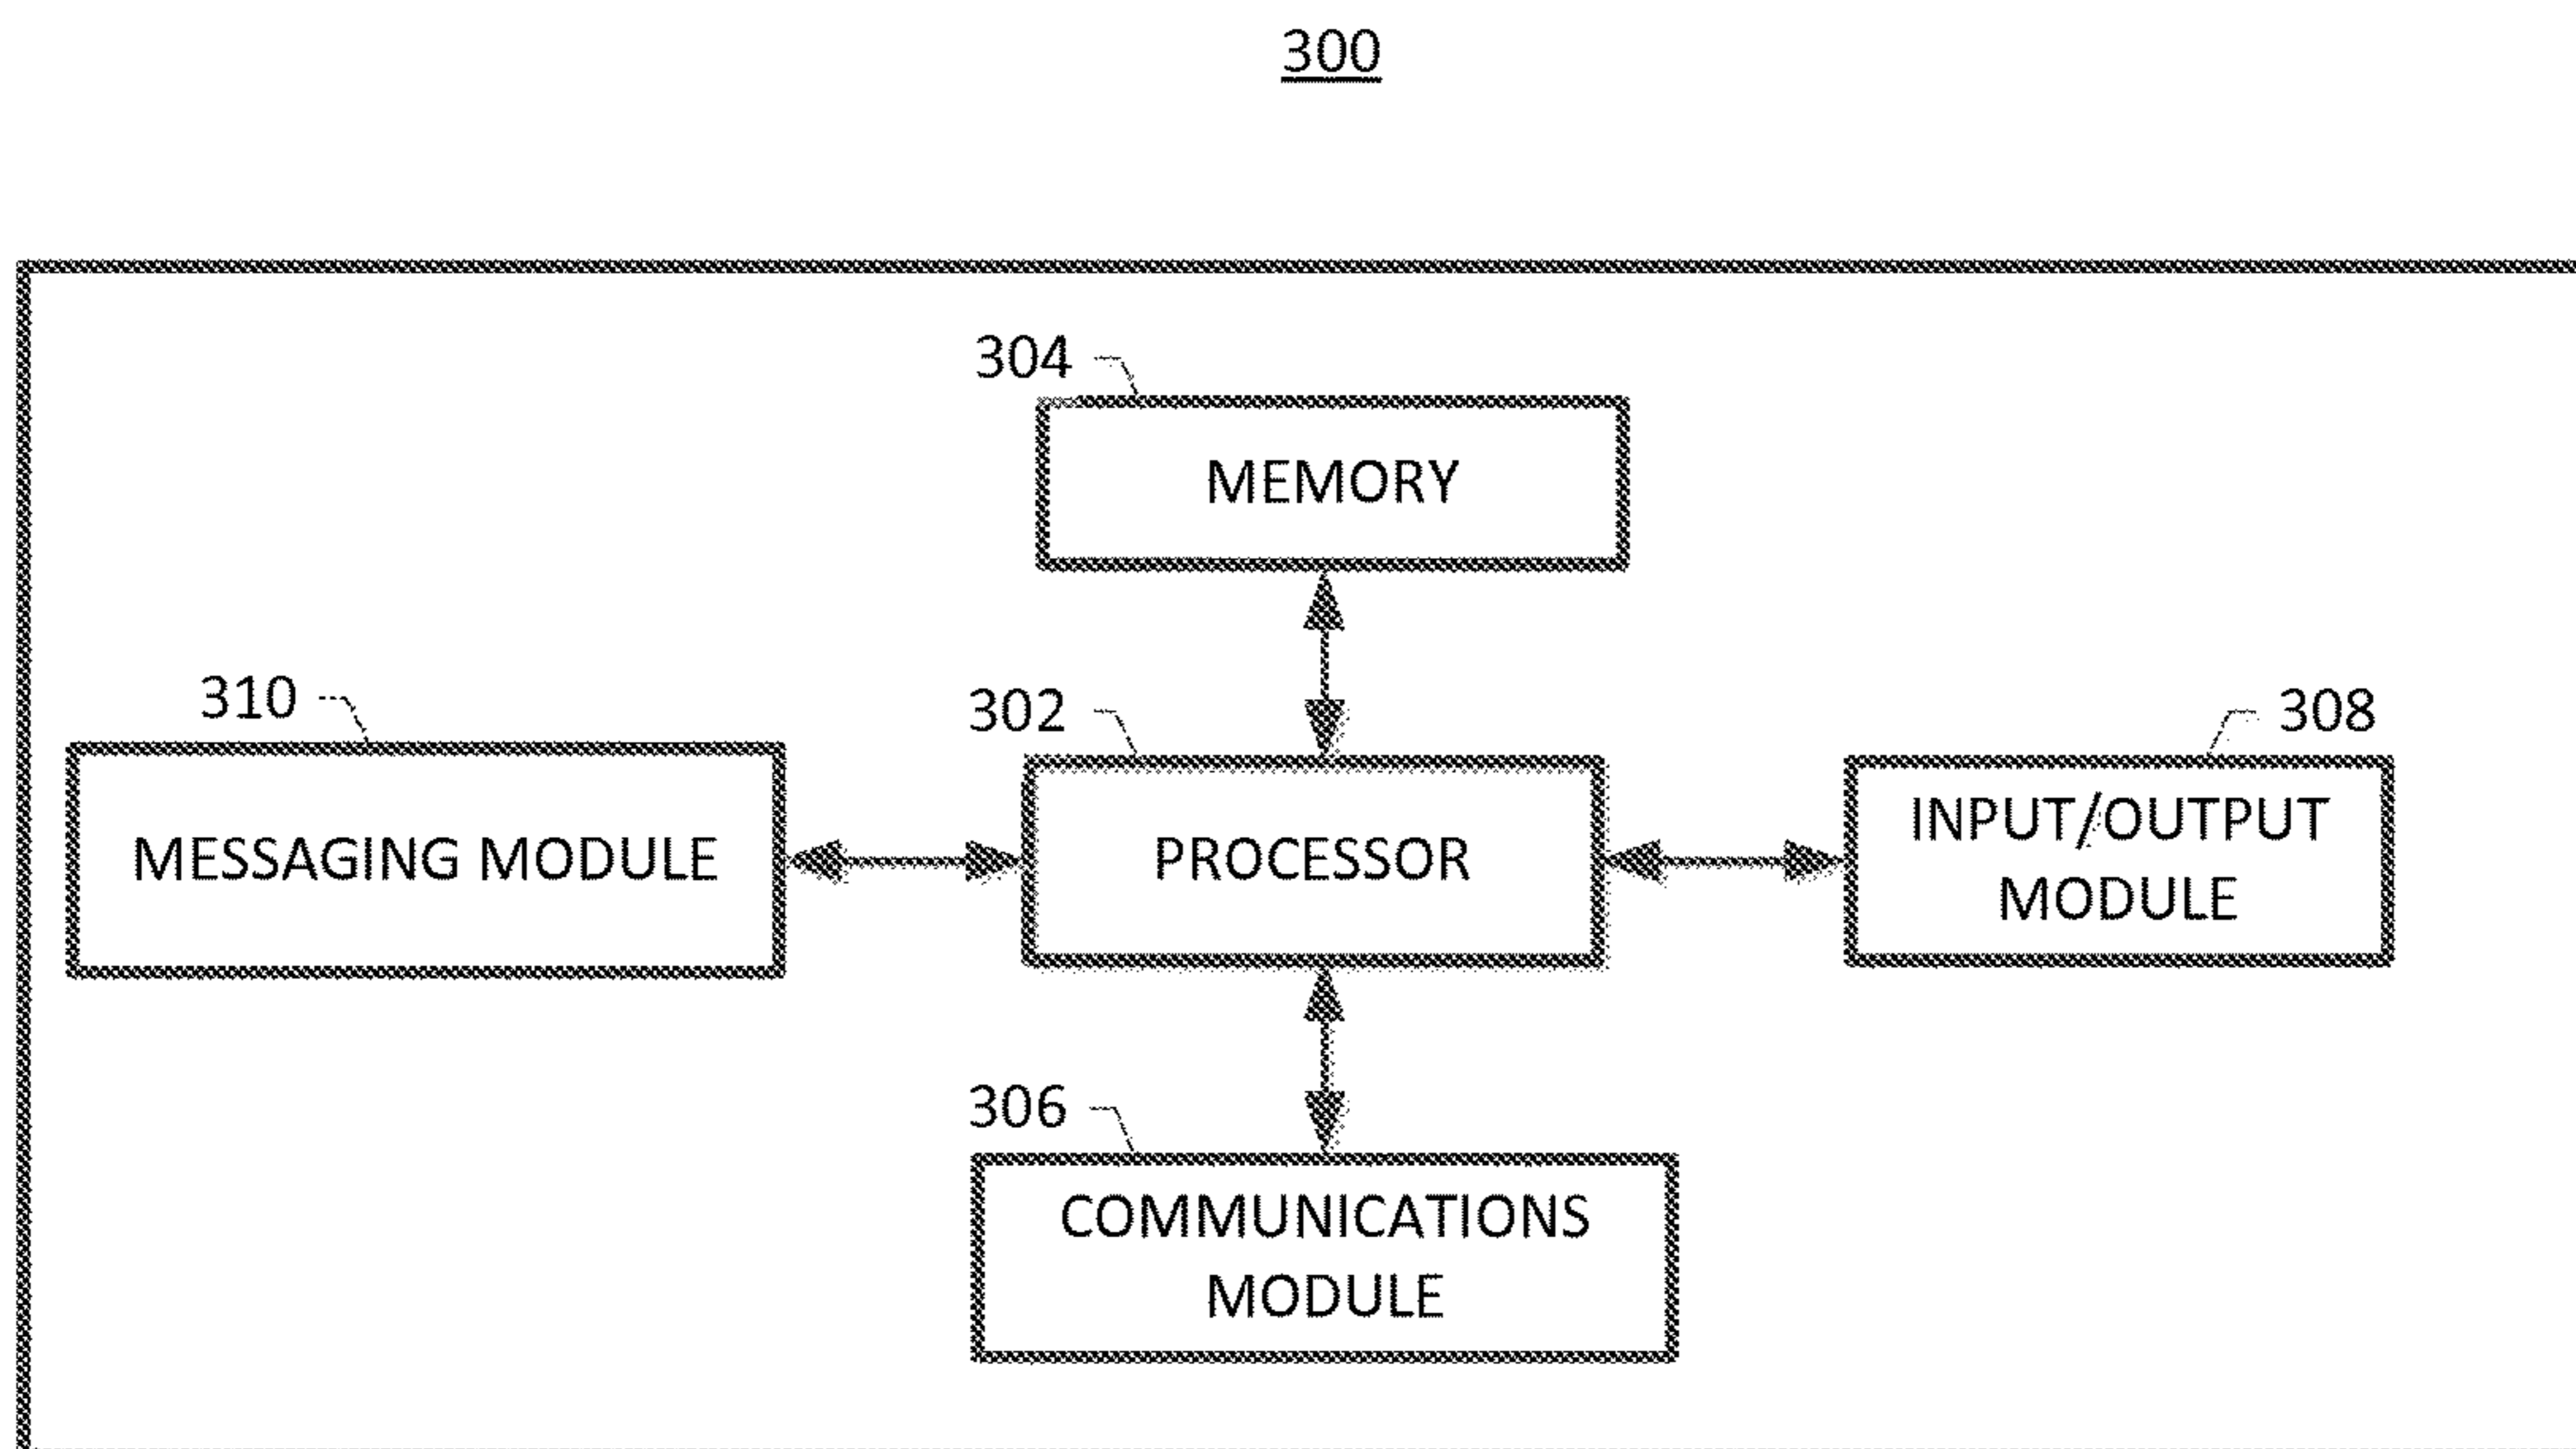 300
304
MEMORY
310
302
308
MESSAGING MODULE
PROCESSOR
INPUT/OUTPUT
MODULE
306
COMMUNICATIONS
MODULE